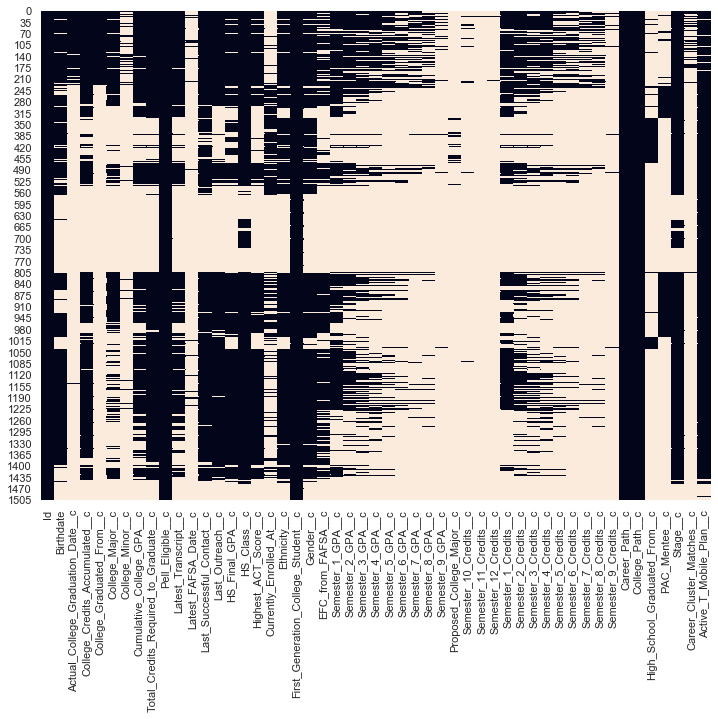 0
35
70
105
140
175
210
245
280
315
350
385
420
455
490
525
560
595
630
665
700
735
770
805
840
875
910
945
980
1015
1050
1085
1120
1155
1190
1225
1260
1295
1330
1365
1400
1435
1470
1505
Id
Birthdate
Actual_College_Graduation_Date__c
College_Credits_Accumulated__c
College_Graduated_From__c
College_Major__c
College_Minor__c
Cumulative_College_GPA__c
Total_Credits_Required_to_Graduate__c
Pell_Eligible__c
Latest_Transcript__c
Latest_FAFSA_Date__c
Last_Successful_Contact__c
Last_Outreach__c
HS_Final_GPA__c
HS_Class__c
Highest_ACT_Score__c
Currently_Enrolled_At__c
Ethnicity__c
First_Generation_College_Student__c
Gender__c
EFC_from_FAFSA__c
Semester_1_GPA__c
Semester_2_GPA__c
Semester_3_GPA__c
Semester_4_GPA__c
Semester_5_GPA__c
Semester_6_GPA__c
Semester_7_GPA__c
Semester_8_GPA__c
Semester_9_GPA__c
Proposed_College_Major__c
Semester_10_Credits__c
Semester_11_Credits__c
Semester_12_Credits__c
Semester_1_Credits__c
Semester_2_Credits__c
Semester_3_Credits__c
Semester_4_Credits__c
Semester_5_Credits__c
Semester_6_Credits__c
Semester_7_Credits__c
Semester_8_Credits__c
Semester_9_Credits__c
Career_Path__c
College_Path__c
High_School_Graduated_From__c
PAC_Mentee__c
Stage__c
Career_Cluster_Matches__c
Active_T_Mobile_Plan__c